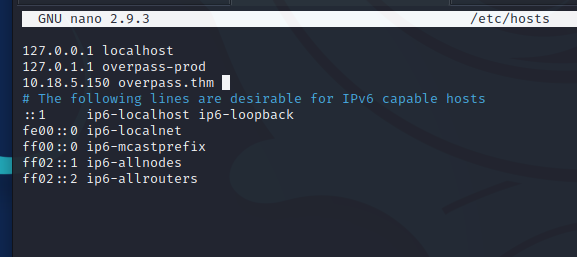 GNU nano 2.9.3 /etc/hosts
127.0.0.1 localhost
127.0.1.1 overpass-prod
10.18.5.150 overpass.thm
# The following lines are desirable for IPv6 capable hosts
::1 ip6-localhost ip6-loopback
fe00::0 ip6-localnet
ff00::0 ip6-mcastprefix
ff02::1 ip6-allnodes
ff02::2 ip6-allrouters